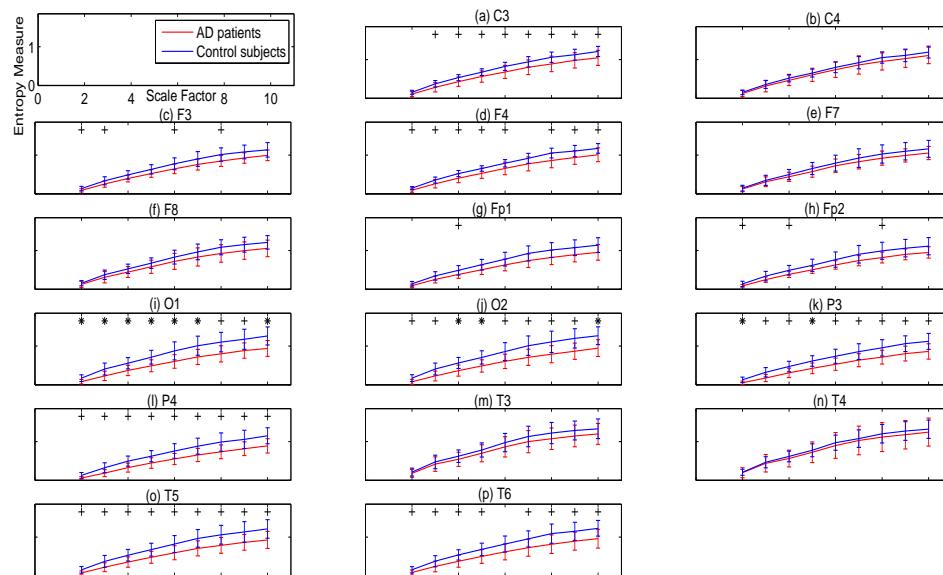 (a) C3
(b) C4
Entropy Measure
1
0
AD patients
Control subjects
0 2 4 6 8 10
Scale Factor
(c) F3
(d) F4
(e) F7
(f) F8
(g) Fp1
(h) Fp2
(i) O1
(j) O2
(k) P3
(l) P4
(m) T3
(n) T4
(o) T5
(p) T6